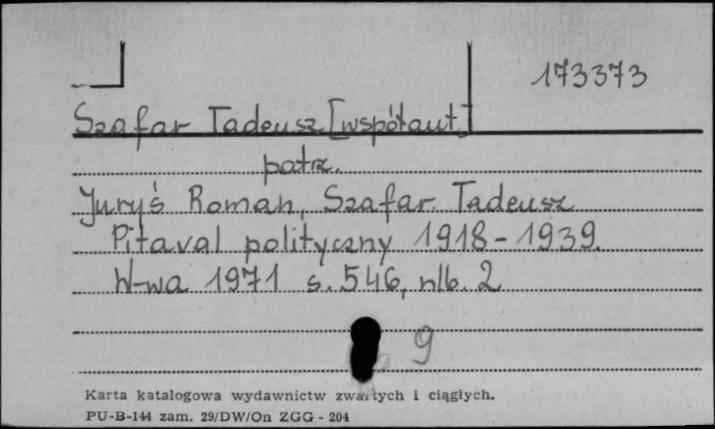 173373
Szafar Tadeusz [współaut.]
patrz.
Juryś Roman, Szafar Tadeusz
Pitaval polityczny 1918-1939.
W-wa 1971 s. 546, nlb. 2
9
Karta katalogowa wydawnictw zwartych i ciągłych.
PU-B-144 zam. 29/DW/On ZGG - 204